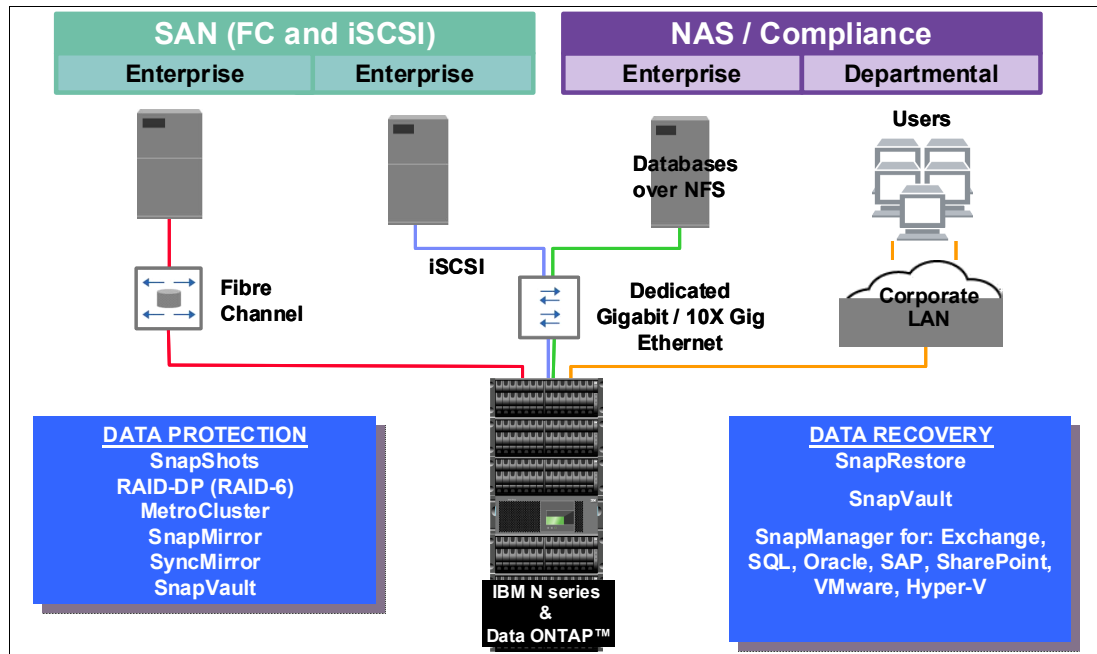 SAN (FC and iSCSI)
NAS / Compliance
Enterprise
Enterprise
Enterprise
Departmental
Users
Databases
over NFS
iSCSI
Fibre
Channel
Dedicated
Gigabit / 10X Gig
Ethernet
Corporate
LAN
DATA PROTECTION
SnapShots
RAID-DP (RAID-6)
MetroCluster
SnapMirror
SyncMirror
SnapVault
DATA RECOVERY
SnapRestore
SnapVault
SnapManager for: Exchange,
SQL, Oracle, SAP, SharePoint,
VMware, Hyper-V
IBM N series
&
Data ONTAP™